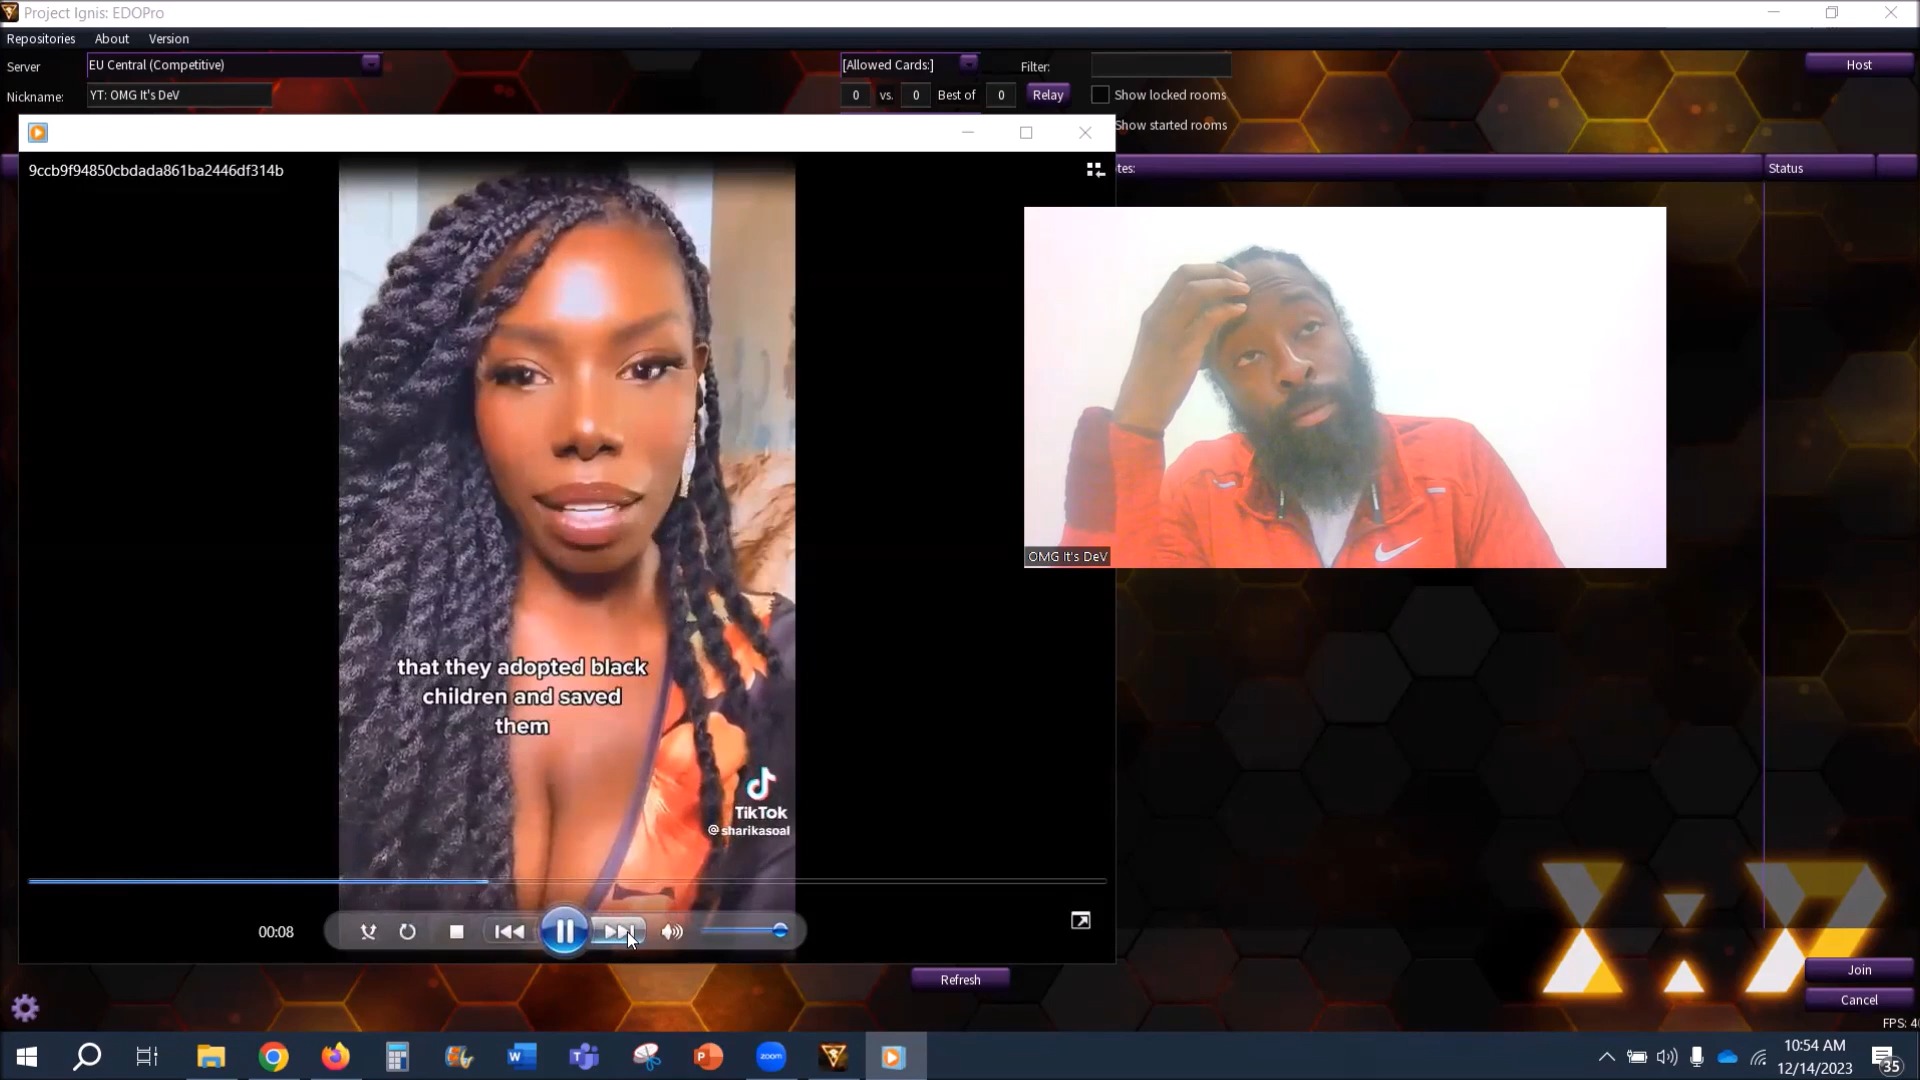 Project Ignis: EDOPro
Repositories About Version
Server EU Central (Competitive) [Allowed Cards:] Filter: Host
Nickname: YT: OMG It's DeV 0 vs. 0 Best of 0 Relay Show locked rooms
Show started rooms
tes: Status
9ccb9f94850cbdada861ba2446df314b
OMG It's DeV
that they adopted black
children and saved
them
TikTok
@sharikasoal
00:08
Refresh
Join
Cancel
FPS: 4
zoom
10:54 AM
12/14/2023
35